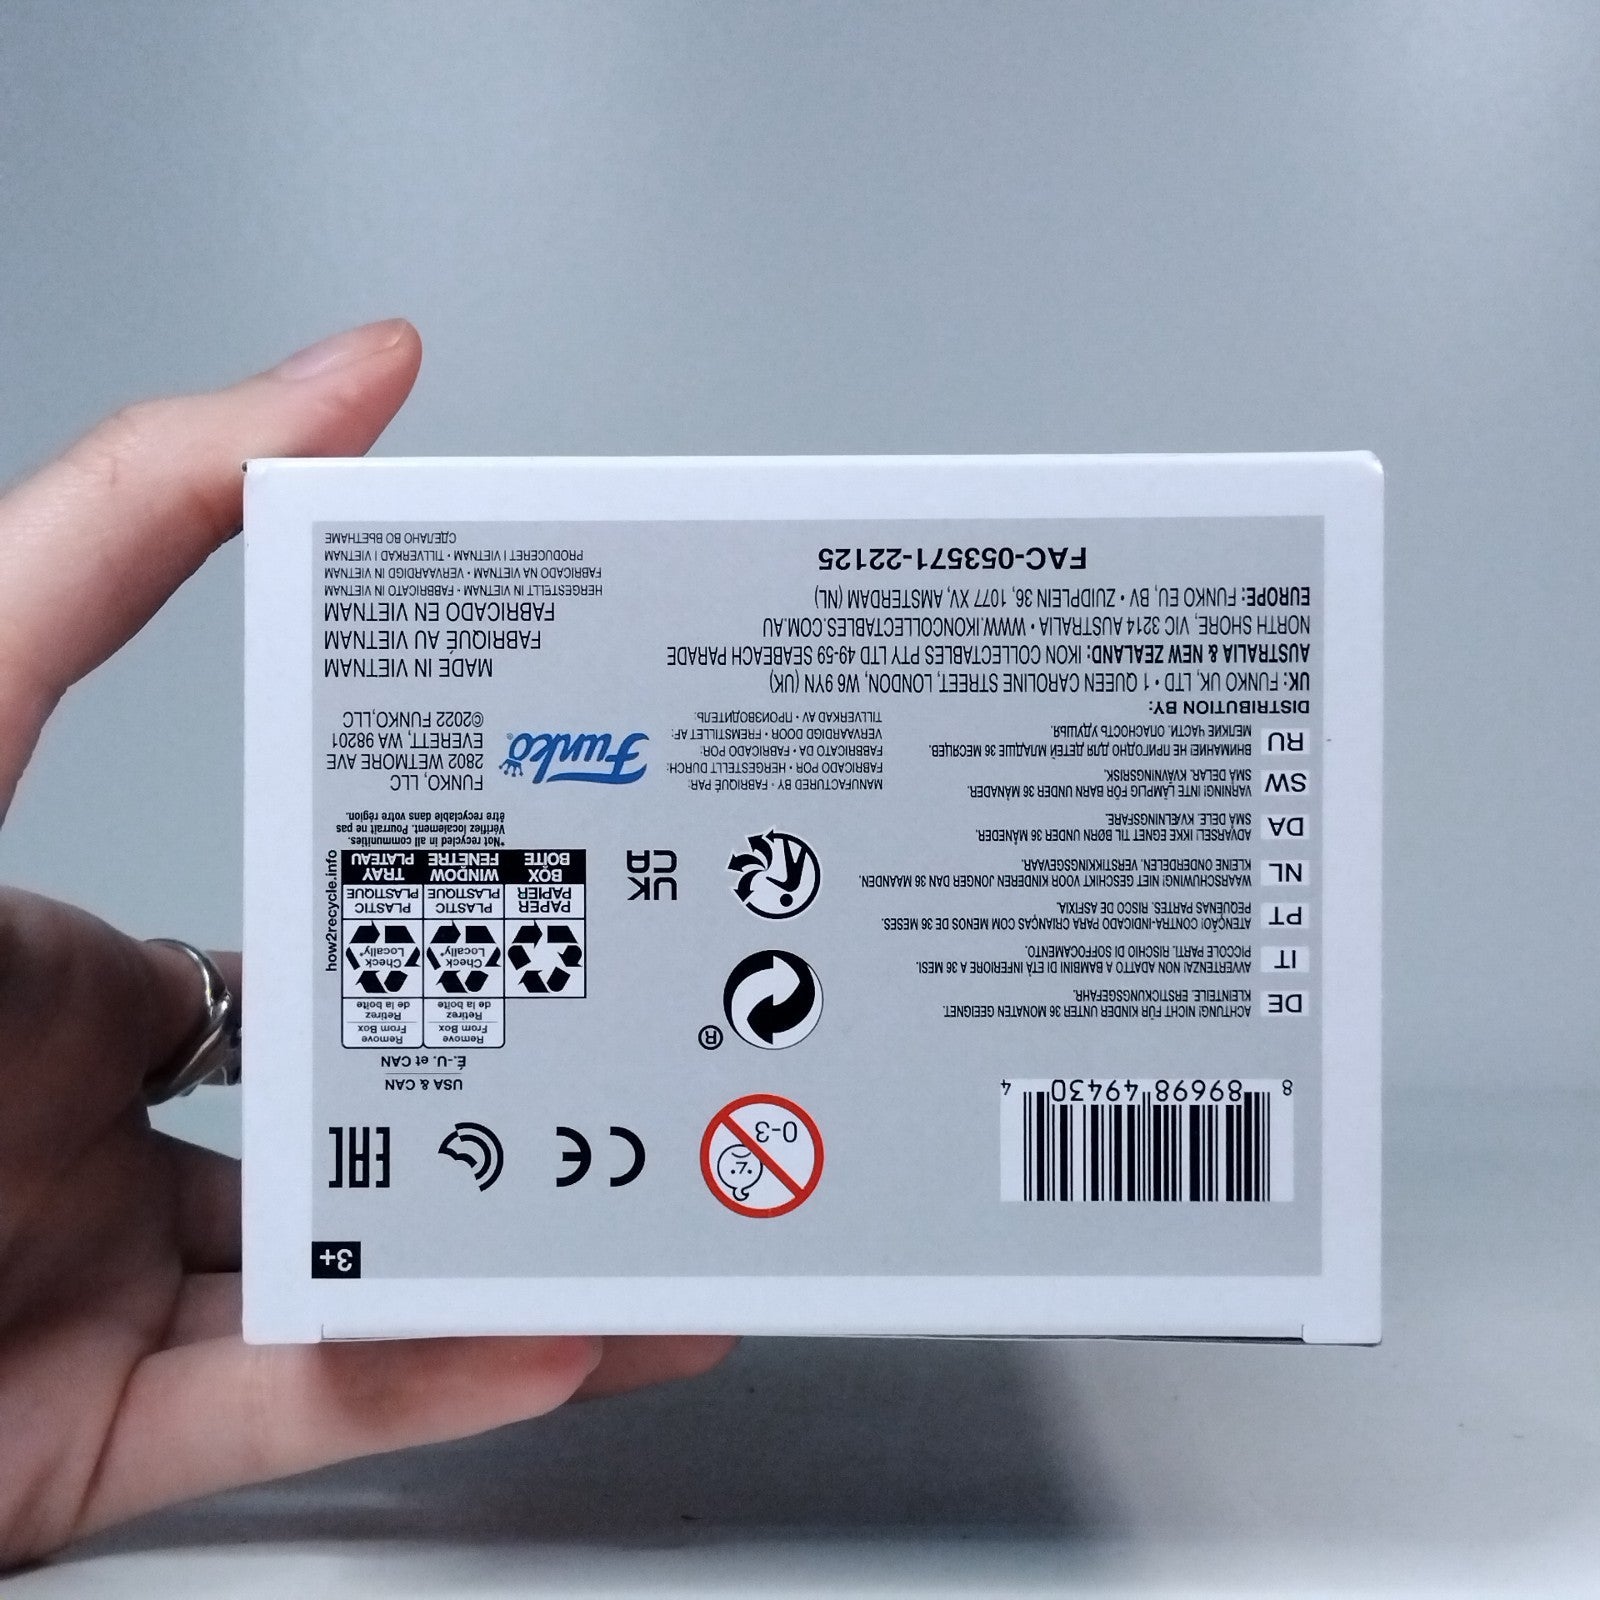 3+
8 89698 49430 4
0-3
CE
EAC
USA & CAN
É.-U. et CAN
Remove
From Box
Retirez
de la boîte
Remove
From Box
Retirez
de la boîte
Check
Locally*
Check
Locally*
PAPER
PAPIER
PLASTIC
PLASTIQUE
PLASTIC
PLASTIQUE
BOX
BOÎTE
WINDOW
FENÊTRE
TRAY
PLATEAU
how2recycle.info
*Not recycled in all communities.
Vérifiez localement. Pourrait ne pas
être recyclable dans votre région.
®
UK
CA
DE
ACHTUNG! NICHT FÜR KINDER UNTER 36 MONATEN GEEIGNET.
KLEINTEILE. ERSTICKUNGSGEFAHR.
IT
AVVERTENZA! NON ADATTO A BAMBINI DI ETÀ INFERIORE A 36 MESI.
PICCOLE PARTI. RISCHIO DI SOFFOCAMENTO.
PT
ATENÇÃO! CONTRA-INDICADO PARA CRIANÇAS COM MENOS DE 36 MESES.
PEQUENAS PARTES. RISCO DE ASFIXIA.
NL
WAARSCHUWING! NIET GESCHIKT VOOR KINDEREN JONGER DAN 36 MAANDEN.
KLEINE ONDERDELEN. VERSTIKKINGSGEVAAR.
DA
ADVARSEL! IKKE EGNET TIL BØRN UNDER 36 MÅNEDER.
SMÅ DELE. KVÆLNINGSFARE.
SW
VARNING! INTE LÄMPLIG FÖR BARN UNDER 36 MÅNADER.
SMÅ DELAR. KVÄVNINGSRISK.
RU
ВНИМАНИЕ! НЕ ПРИГОДНО ДЛЯ ДЕТЕЙ МЛАДШЕ 36 МЕСЯЦЕВ.
МЕЛКИЕ ЧАСТИ. ОПАСНОСТЬ УДУШЬЯ.
MANUFACTURED BY • FABRIQUÉ PAR:
FABRICADO POR • HERGESTELLT DURCH:
FABRICATO DA • FABRICADO POR:
VERVAARDIGD DOOR • FREMSTILLET AF:
TILLVERKAD AV • ПРОИЗВОДИТЕЛЬ:
Funko®
FUNKO, LLC
2802 WETMORE AVE
EVERETT, WA 98201
©2022 FUNKO,LLC
DISTRIBUTION BY:
UK: FUNKO UK, LTD • 1 QUEEN CAROLINE STREET, LONDON, W6 9YN (UK)
AUSTRALIA & NEW ZEALAND: IKON COLLECTABLES PTY LTD 49-59 SEABEACH PARADE
NORTH SHORE, VIC 3214 AUSTRALIA • WWW.IKONCOLLECTABLES.COM.AU
EUROPE: FUNKO EU, BV • ZUIDPLEIN 36, 1077 XV, AMSTERDAM (NL)
FAC-053571-22125
MADE IN VIETNAM
FABRIQUÉ AU VIETNAM
FABRICADO EN VIETNAM
HERGESTELLT IN VIETNAM • FABBRICATO IN VIETNAM
FABRICADO NA VIETNAM • VERVAARDIGD IN VIETNAM
PRODUCERET I VIETNAM • TILLVERKAD I VIETNAM
СДЕЛАНО ВО ВЬЕТНАМЕ